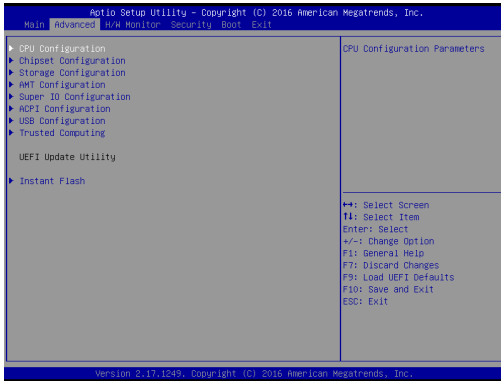 Aptio Setup Utility – Copyright (C) 2016 American Megatrends, Inc.
Main Advanced H/W Monitor Security Boot Exit
CPU Configuration
Chipset Configuration
Storage Configuration
AMT Configuration
Super IO Configuration
ACPI Configuration
USB Configuration
Trusted Computing
UEFI Update Utility
Instant Flash
CPU Configuration Parameters
↔: Select Screen
↑↓: Select Item
Enter: Select
+/-: Change Option
F1: General Help
F7: Discard Changes
F9: Load UEFI Defaults
F10: Save and Exit
ESC: Exit
Version 2.17.1249. Copyright (C) 2016 American Megatrends, Inc.